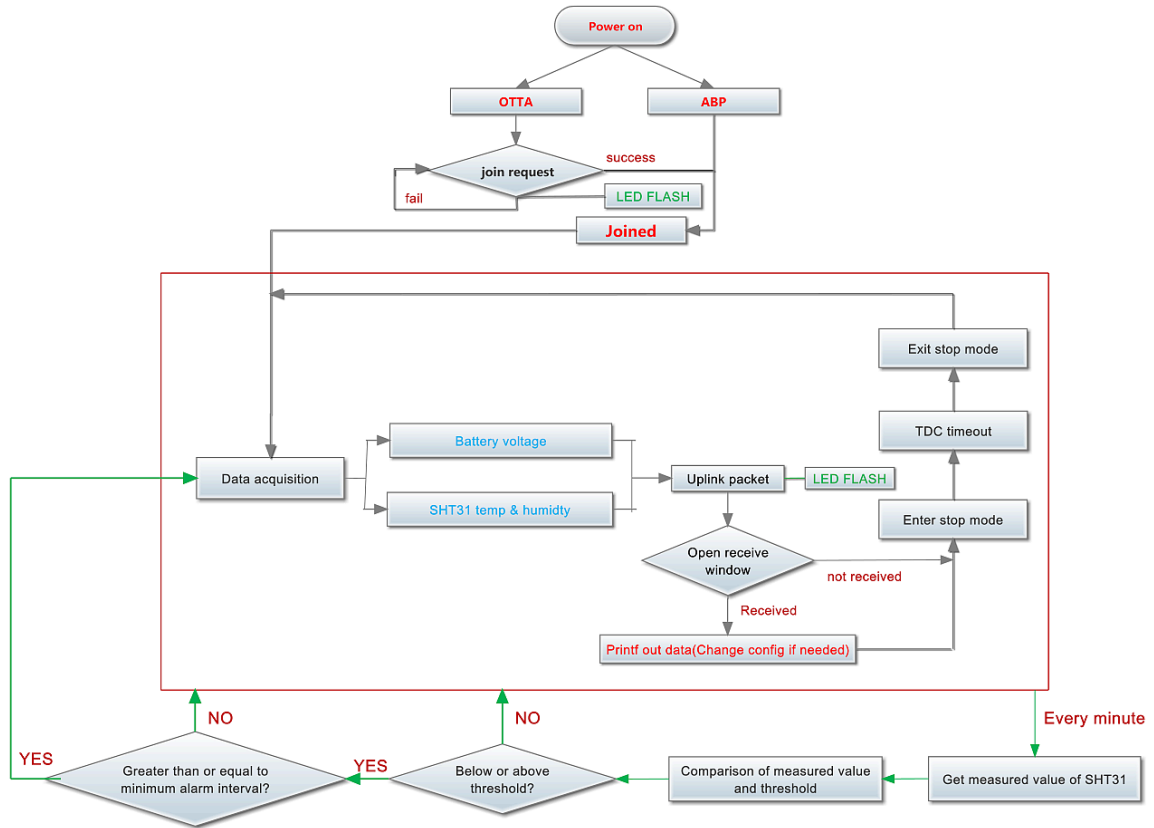 Power on
OTTA
ABP
join request
success
fail
LED FLASH
Joined
Exit stop mode
TDC timeout
Enter stop mode
Battery voltage
Data acquisition
SHT31 temp & humidty
Uplink packet
LED FLASH
Open receive
window
not received
Received
Printf out data(Change config if needed)
NO
NO
Every minute
YES
YES
Greater than or equal to
minimum alarm interval?
Below or above
threshold?
Comparison of measured value
and threshold
Get measured value of SHT31